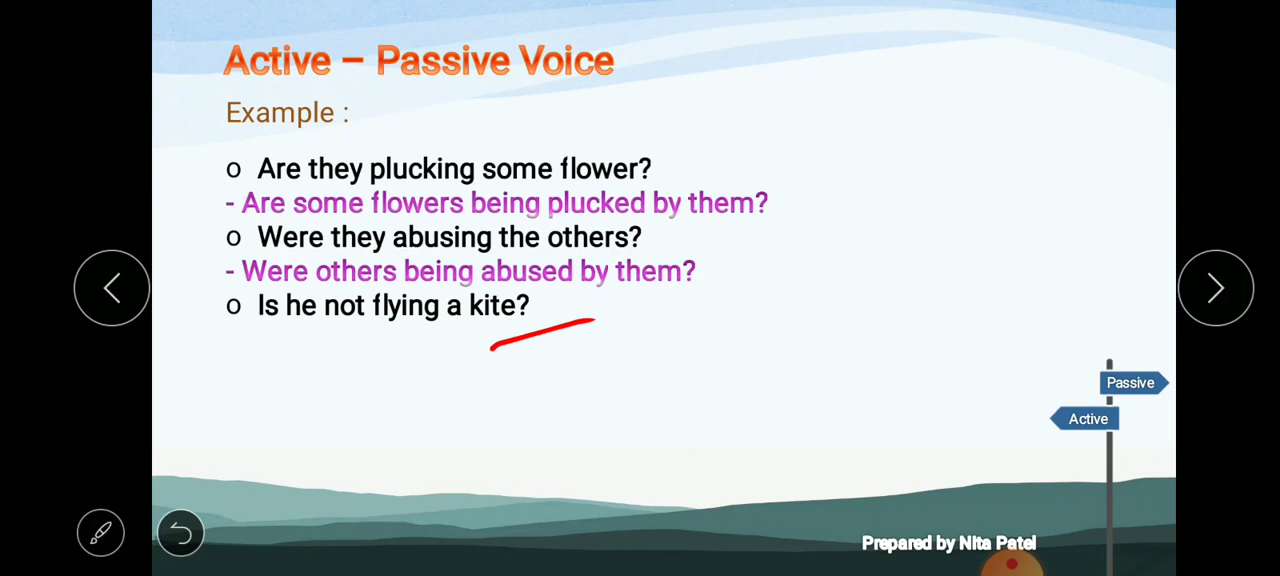 Active – Passive Voice
Example :
o Are they plucking some flower?
- Are some flowers being plucked by them?
o Were they abusing the others?
- Were others being abused by them?
o Is he not flying a kite?
Passive
Active
Prepared by Nita Patel